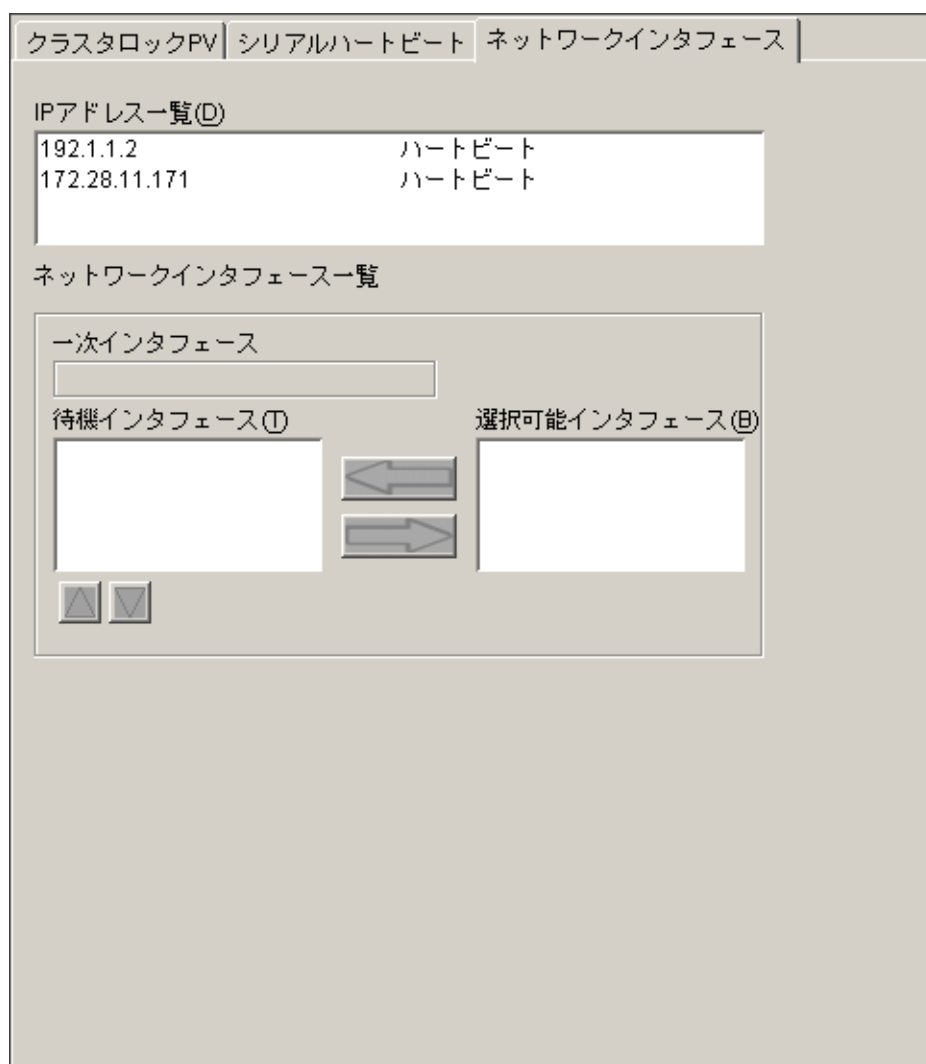 クラスタロックPV シリアルハートビート ネットワークインタフェース
IPアドレス一覧(D)
192.1.1.2 ハートビート
172.28.11.171 ハートビート
ネットワークインタフェース一覧
一次インタフェース
待機インタフェース(T) 選択可能インタフェース(B)